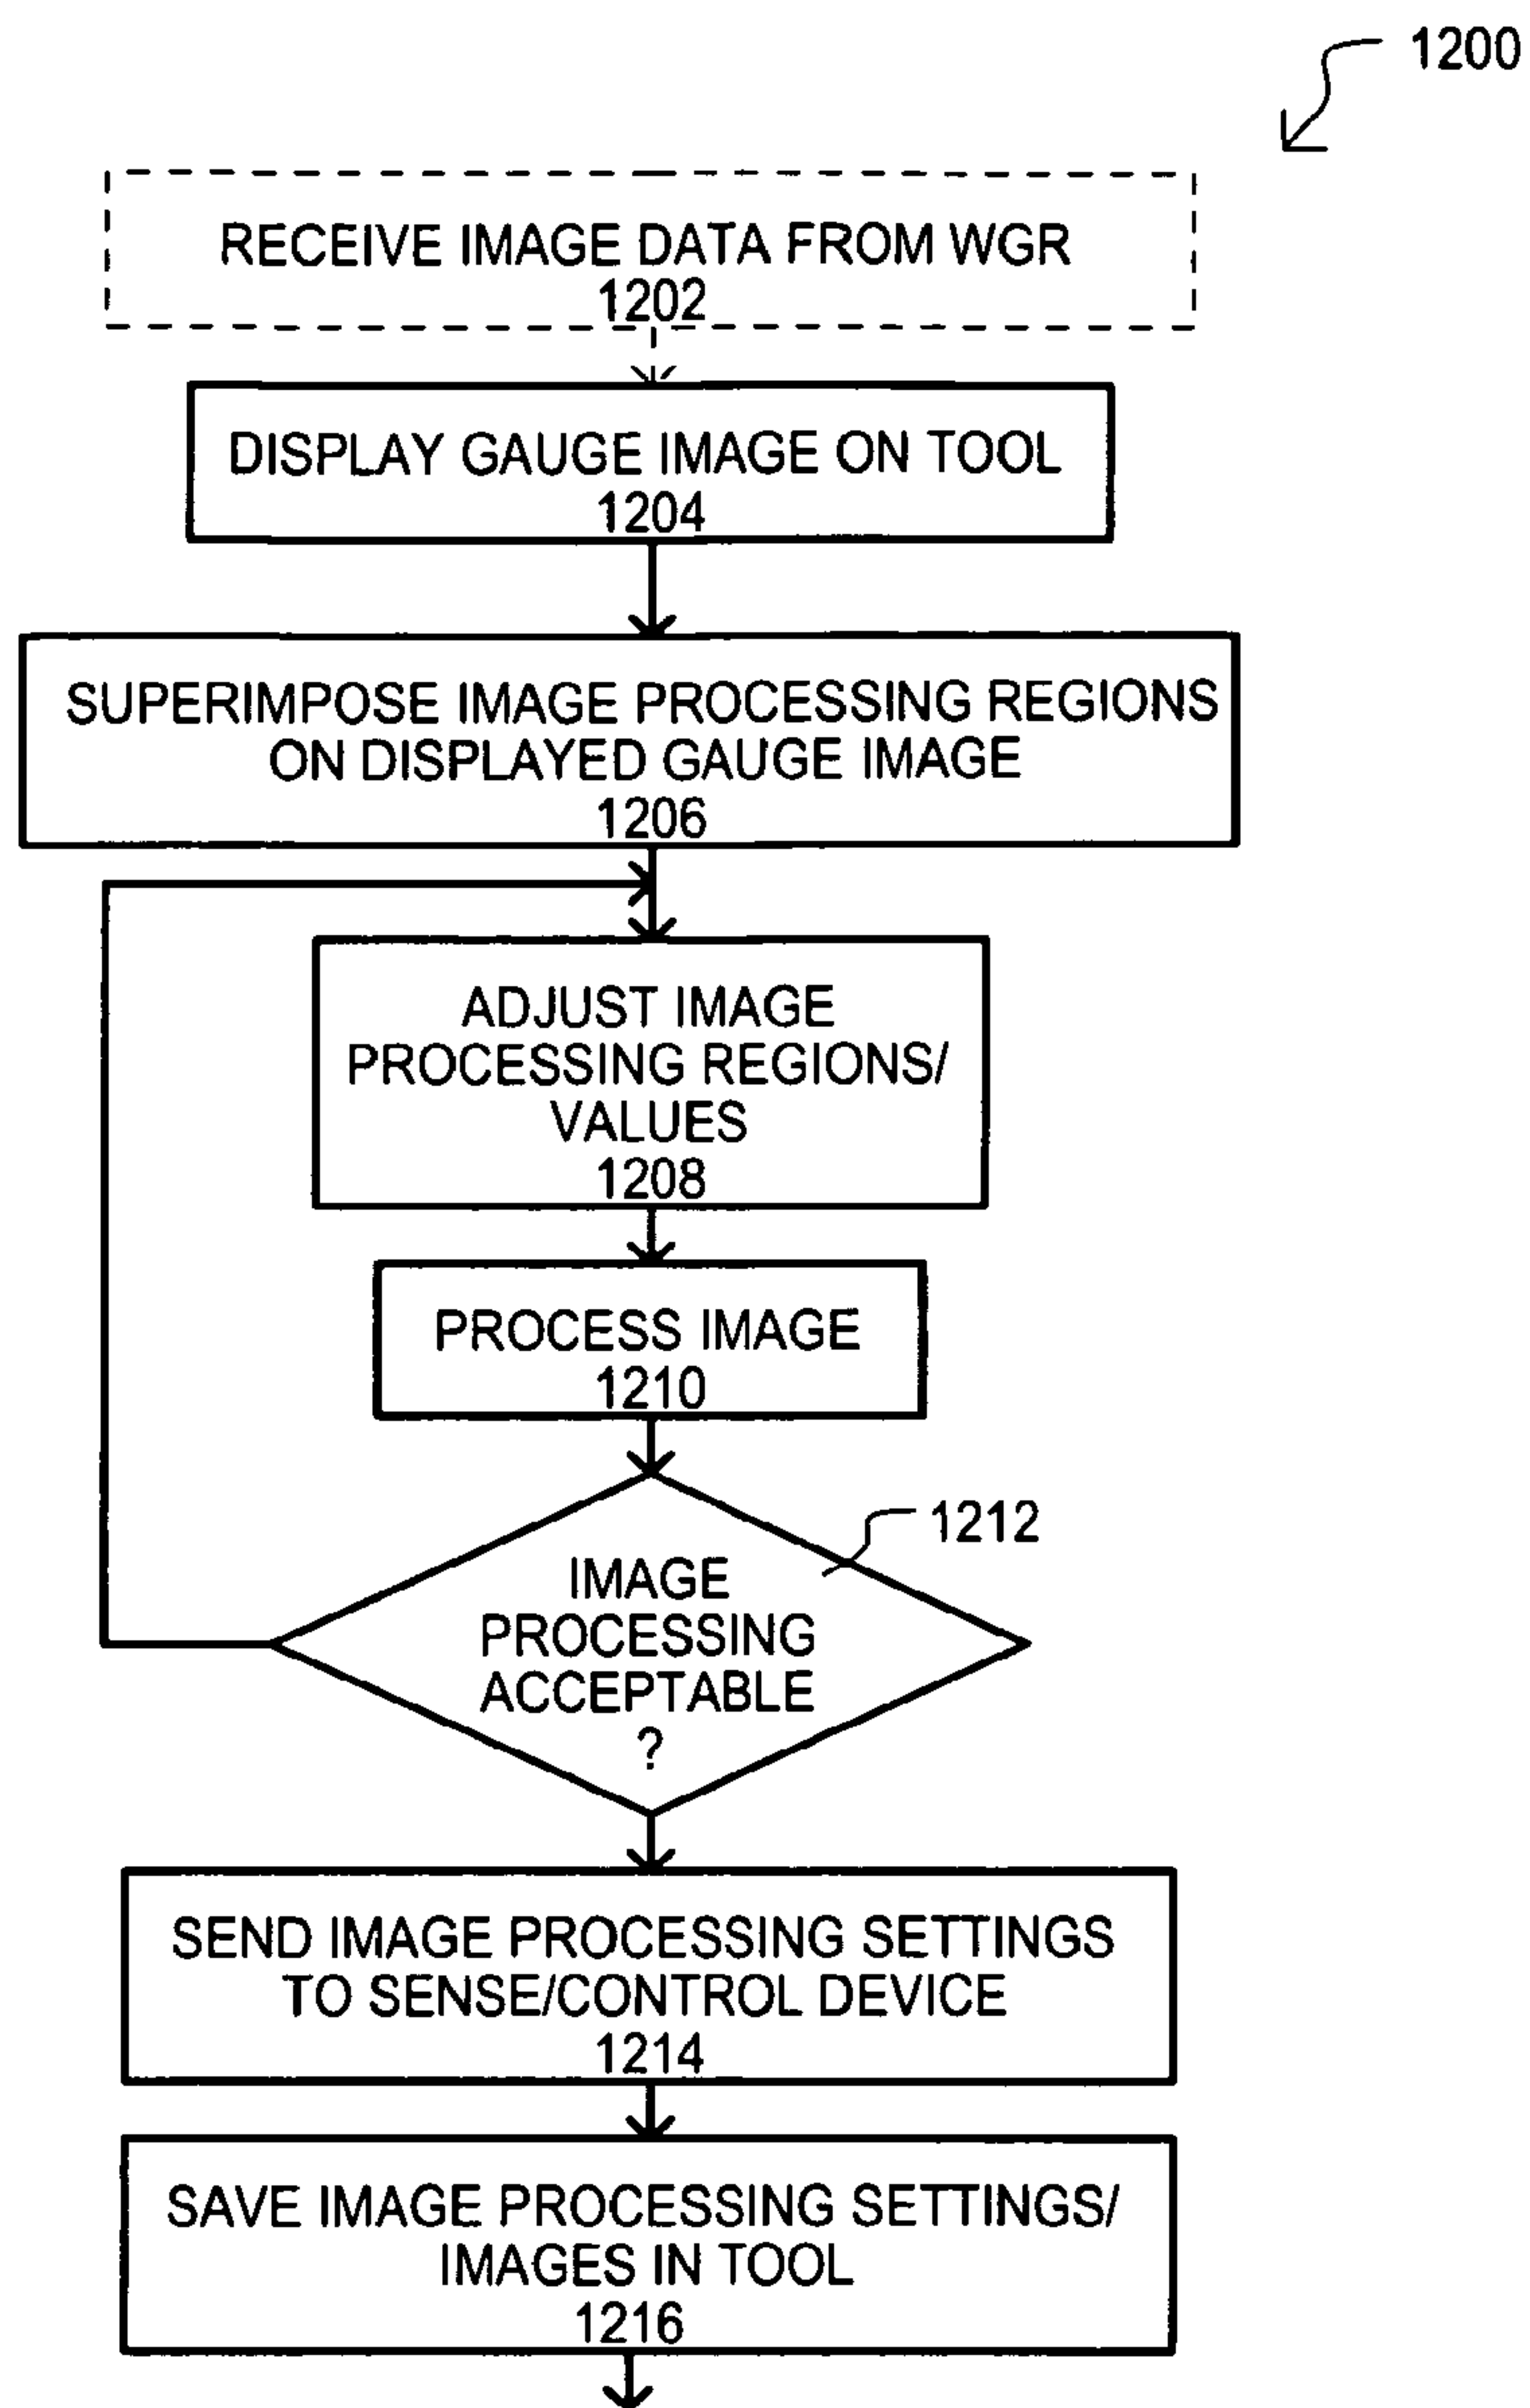 1200
RECEIVE IMAGE DATA FROM WGR
1202
DISPLAY GAUGE IMAGE ON TOOL
1204
SUPERIMPOSE IMAGE PROCESSING REGIONS
ON DISPLAYED GAUGE IMAGE
1206
ADJUST IMAGE
PROCESSING REGIONS/
VALUES
1208
PROCESS IMAGE
1210
1212
IMAGE
PROCESSING
ACCEPTABLE
?
SEND IMAGE PROCESSING SETTINGS
TO SENSE/CONTROL DEVICE
1214
SAVE IMAGE PROCESSING SETTINGS/
IMAGES IN TOOL
1216